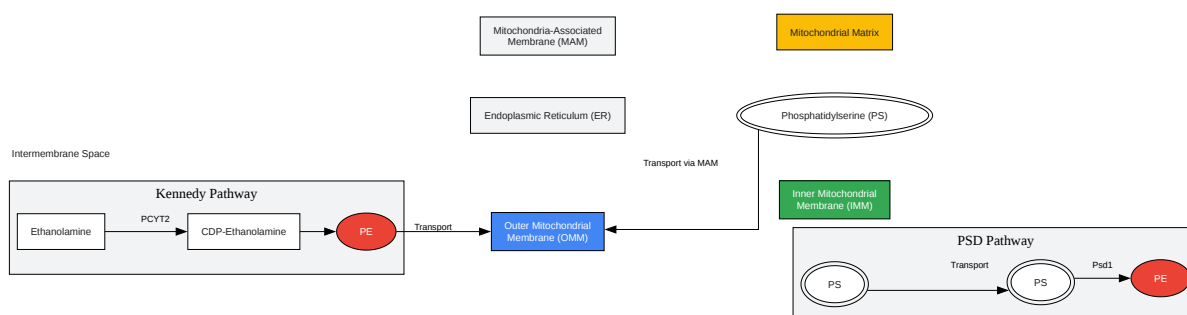 Mitochondria-Associated
Membrane (MAM)
Mitochondrial Matrix
Endoplasmic Reticulum (ER)
Phosphatidylserine (PS)
Intermembrane Space
Transport via MAM
Kennedy Pathway
Ethanolamine
PCYT2
CDP-Ethanolamine
PE
Transport
Outer Mitochondrial
Membrane (OMM)
Inner Mitochondrial
Membrane (IMM)
PSD Pathway
PS
Transport
PS
Psd1
PE